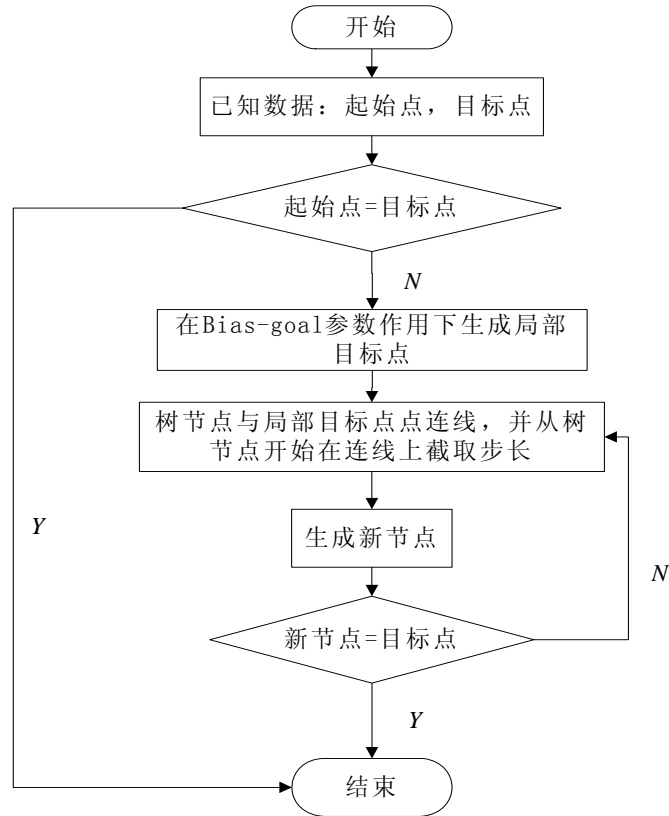 开始
已知数据：起始点，目标点
起始点=目标点
N
在Bias-goal参数作用下生成局部
目标点
树节点与局部目标点点连线，并从树
节点开始在连线上截取步长
Y
生成新节点
N
新节点=目标点
Y
结束